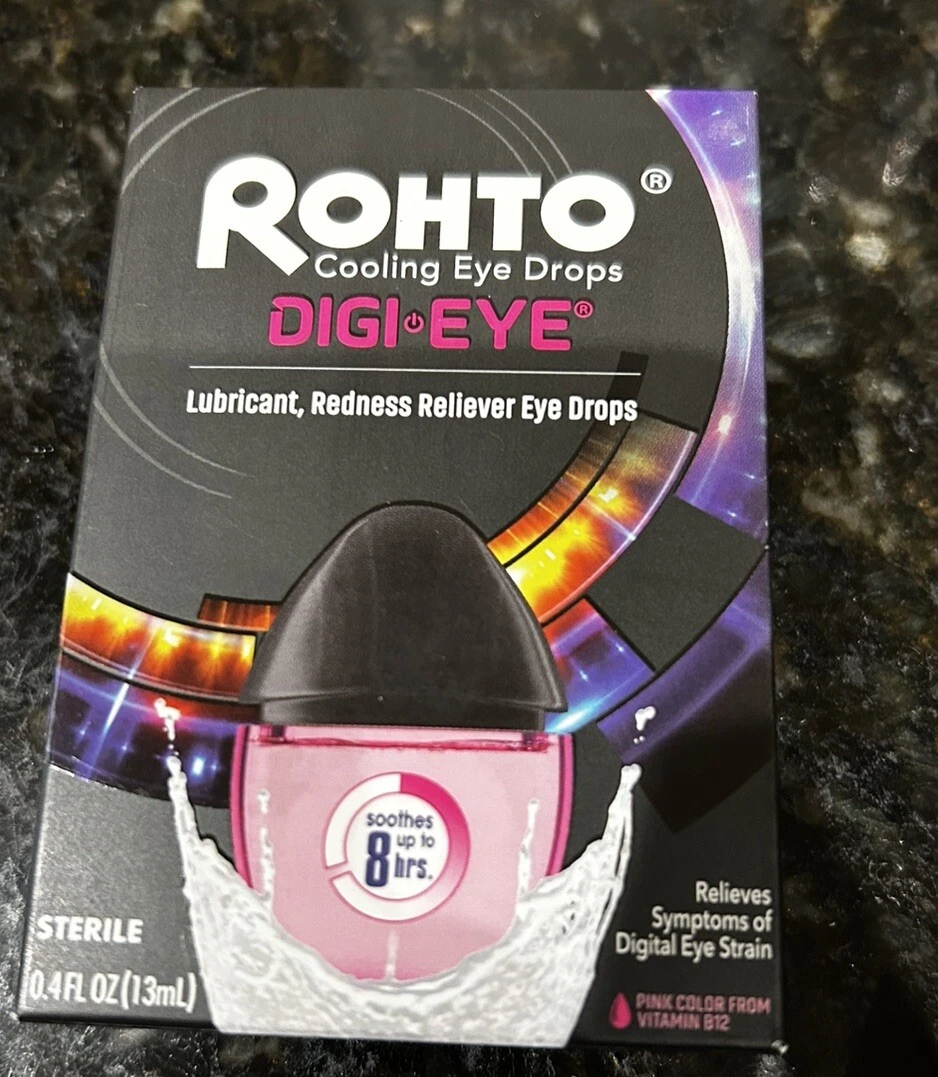 ROHTO®
Cooling Eye Drops
DIGI EYE®
Lubricant, Redness Reliever Eye Drops
soothes
8 up to
hrs.
Relieves
Symptoms of
Digital Eye Strain
STERILE
0.4 FL OZ (13mL)
PINK COLOR FROM
VITAMIN B12